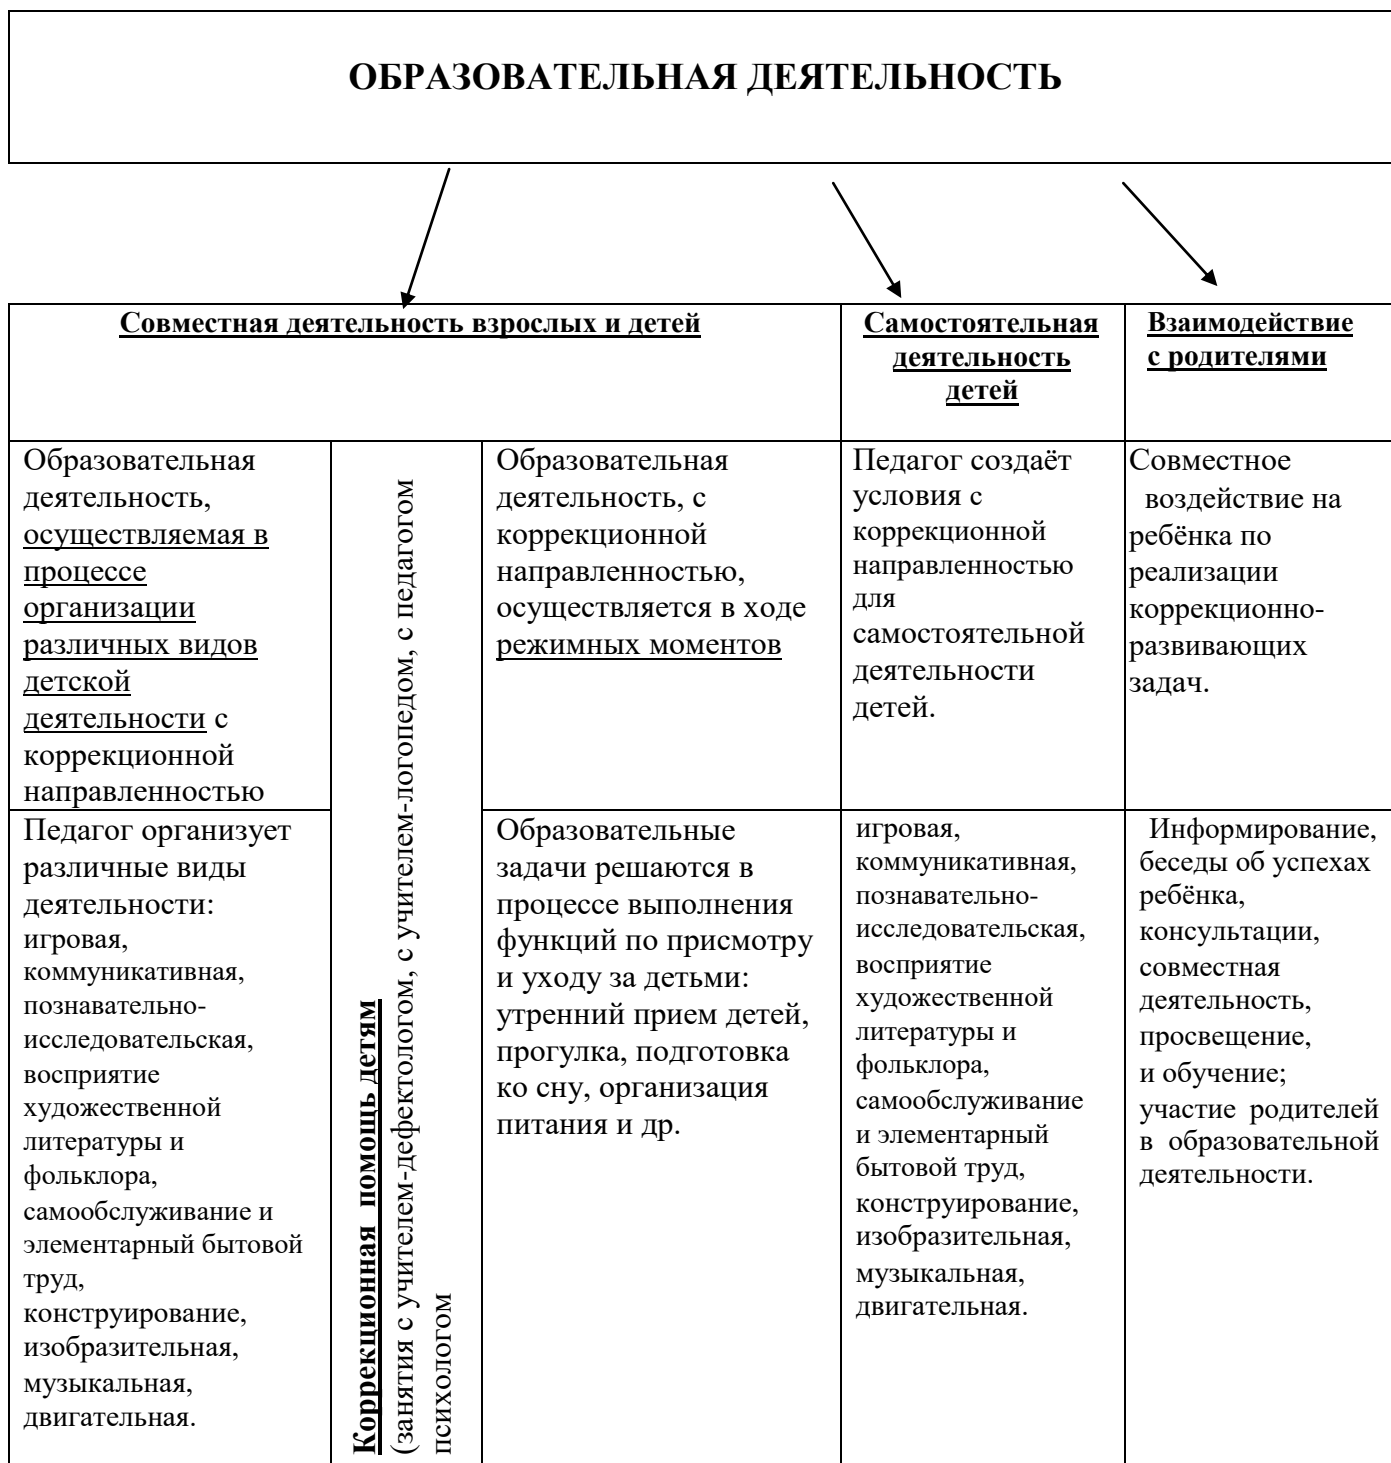 ОБРАЗОВАТЕЛЬНАЯ ДЕЯТЕЛЬНОСТЬ
Совместная деятельность взрослых и детей
Самостоятельная
деятельность
детей
Взаимодействие
с родителями
Образовательная
деятельность,
осуществляемая в
процессе
организации
различных видов
детской
деятельности с
коррекционной
направленностью
Коррекционная помощь детям
(занятия с учителем-дефектологом, с учителем-логопедом, с педагогом
психологом
Образовательная
деятельность, с
коррекционной
направленностью,
осуществляется в ходе
режимных моментов
Педагог создаёт
условия с
коррекционной
направленностью
для
самостоятельной
деятельности
детей.
Совместное
воздействие на
ребёнка по
реализации
коррекционно-
развивающих
задач.
Педагог организует
различные виды
деятельности:
игровая,
коммуникативная,
познавательно-
исследовательская,
восприятие
художественной
литературы и
фольклора,
самообслуживание и
элементарный бытовой
труд,
конструирование,
изобразительная,
музыкальная,
двигательная.
Образовательные
задачи решаются в
процессе выполнения
функций по присмотру
и уходу за детьми:
утренний прием детей,
прогулка, подготовка
ко сну, организация
питания и др.
игровая,
коммуникативная,
познавательно-
исследовательская,
восприятие
художественной
литературы и
фольклора,
самообслуживание
и элементарный
бытовой труд,
конструирование,
изобразительная,
музыкальная,
двигательная.
Информирование,
беседы об успехах
ребёнка,
консультации,
совместная
деятельность,
просвещение,
и обучение;
участие родителей
в образовательной
деятельности.